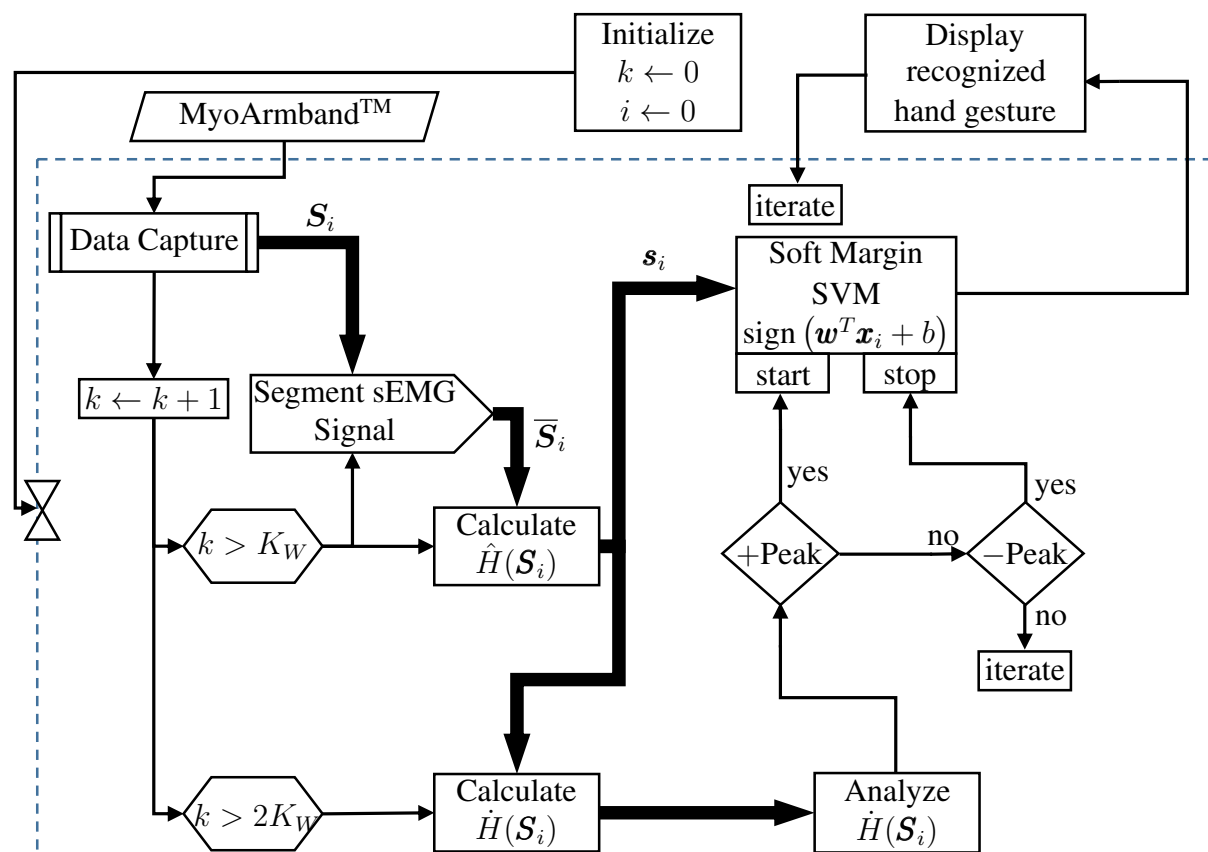 Initialize
k ← 0
i ← 0
Display
recognized
hand gesture
MyoArmband™
iterate
Data Capture
S_i
s_i
Soft Margin
SVM
sign (w^T x_i + b)
start
stop
k ← k + 1
Segment sEMG
Signal
S̅_i
yes
yes
k > K_W
Calculate
Ĥ(S_i)
+Peak
no
−Peak
no
iterate
k > 2K_W
Calculate
Ḣ(S_i)
Analyze
Ḣ(S_i)